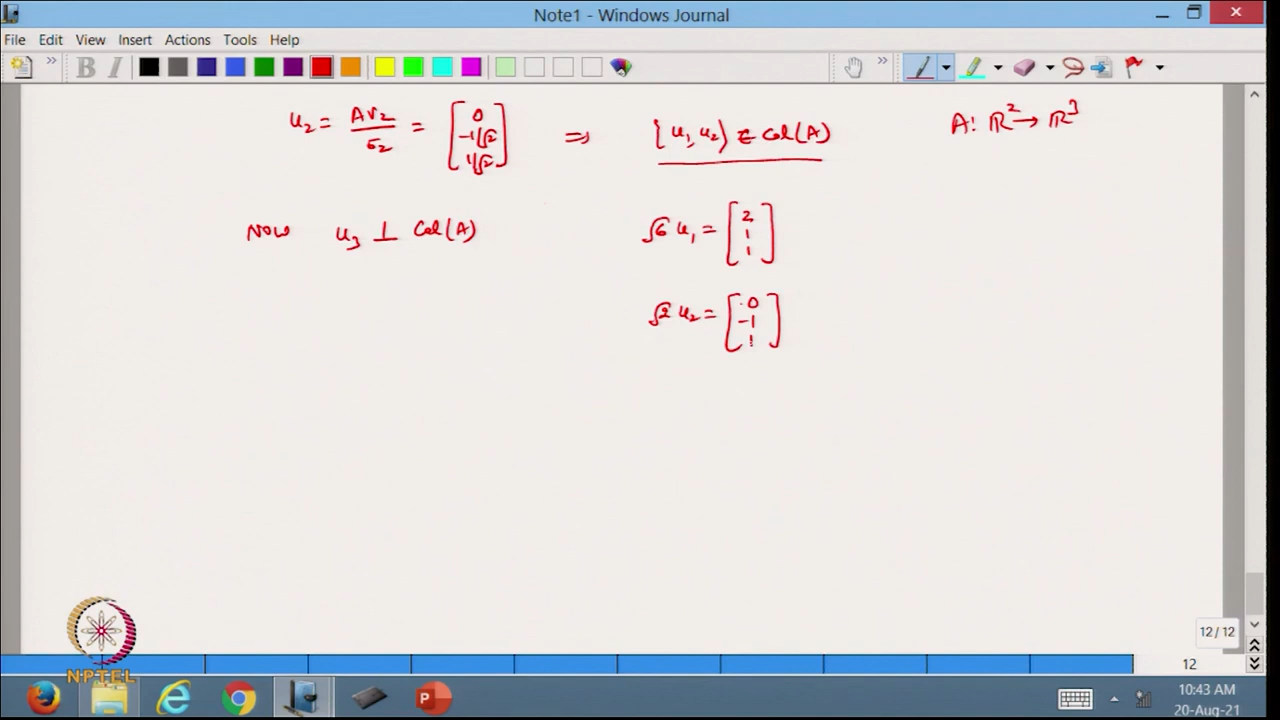 Note1 - Windows Journal
File Edit View Insert Actions Tools Help
B I
u₂ = Av₂/σ₂ = [0 -1/√2 1/√2] ⇒ {u₁, u₂} ∈ Col(A) A: ℝ² → ℝ³
Now u₃ ⊥ Col(A) √6 u₁ = [2 1 1]
√2 u₂ = [0 -1 1]
12 / 12
NPTEL
12
10:43 AM
20-Aug-21